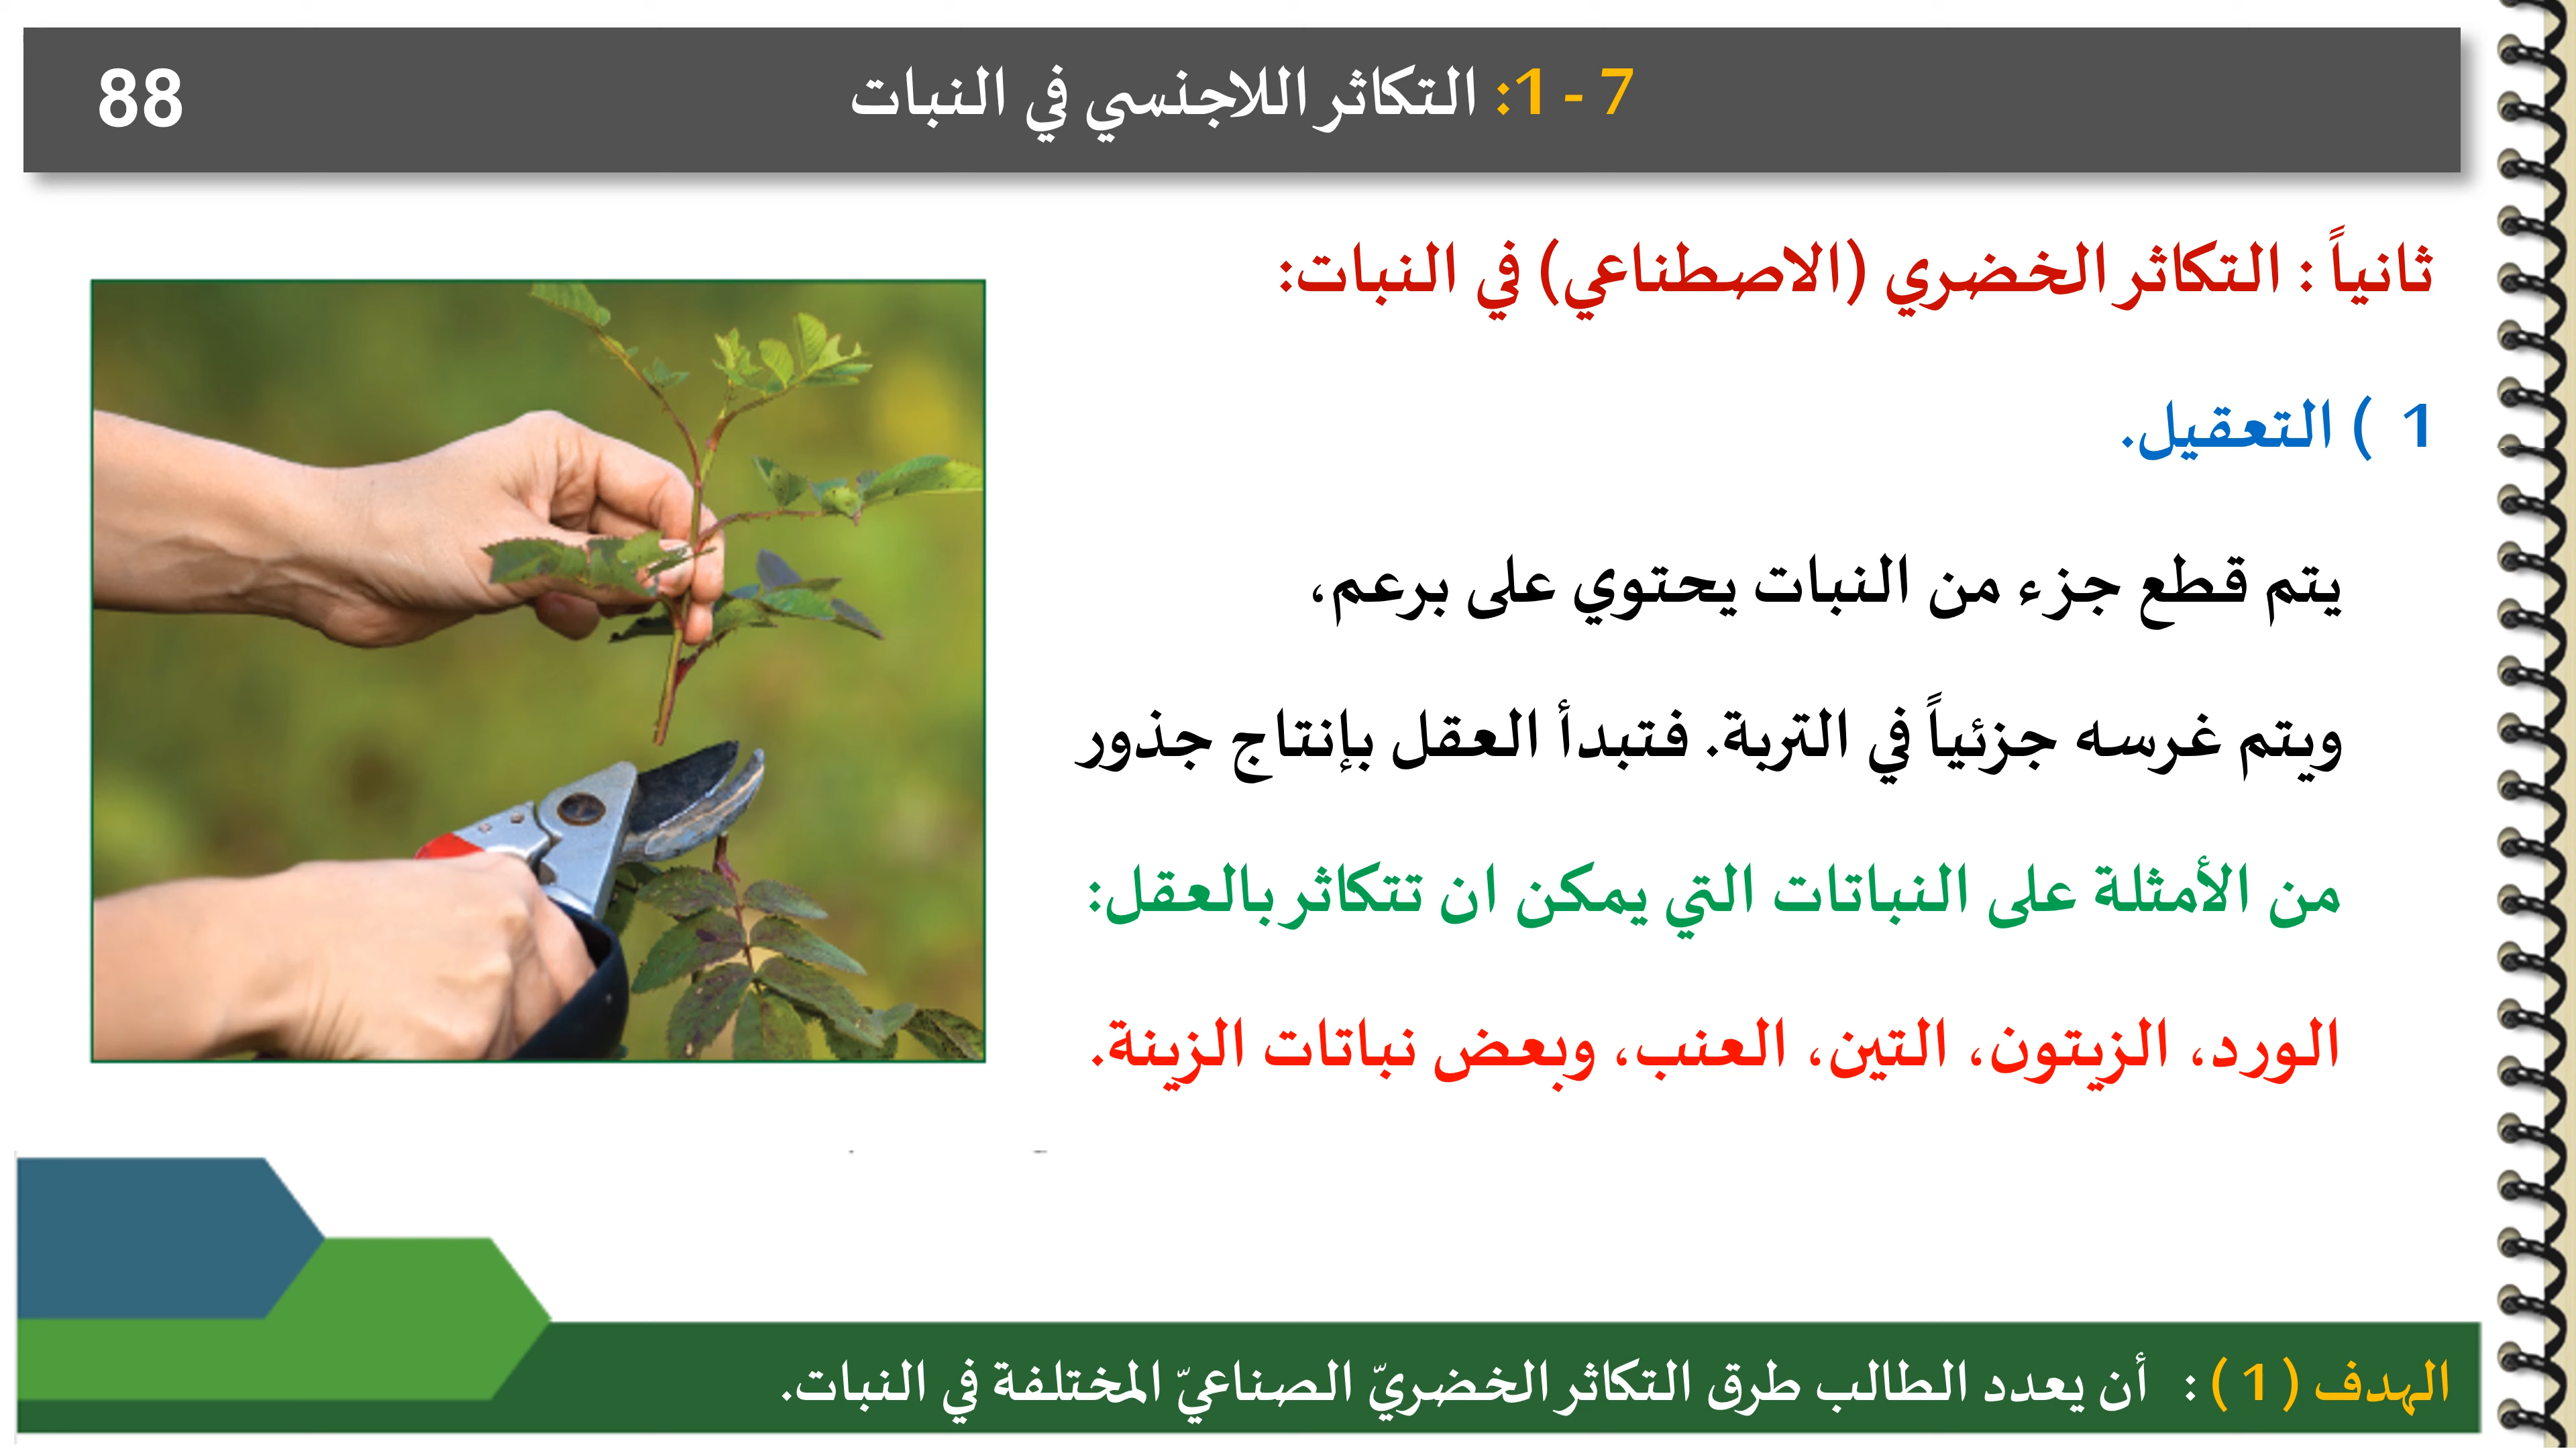 7 - 1: التكاثر اللاجنسي في النبات
88
ثانياً : التكاثر الخضري (الاصطناعي) في النبات:
1 ) التعقيل.
يتم قطع جزء من النبات يحتوي على برعم،
ويتم غرسه جزئياً في التربة. فتبدأ العقل بإنتاج جذور
من الأمثلة على النباتات التي يمكن ان تتكاثر بالعقل:
الورد، الزيتون، التين، العنب، وبعض نباتات الزينة.
الهدف ( 1 ) : أن يعدد الطالب طرق التكاثر الخضريّ الصناعيّ المختلفة في النبات.